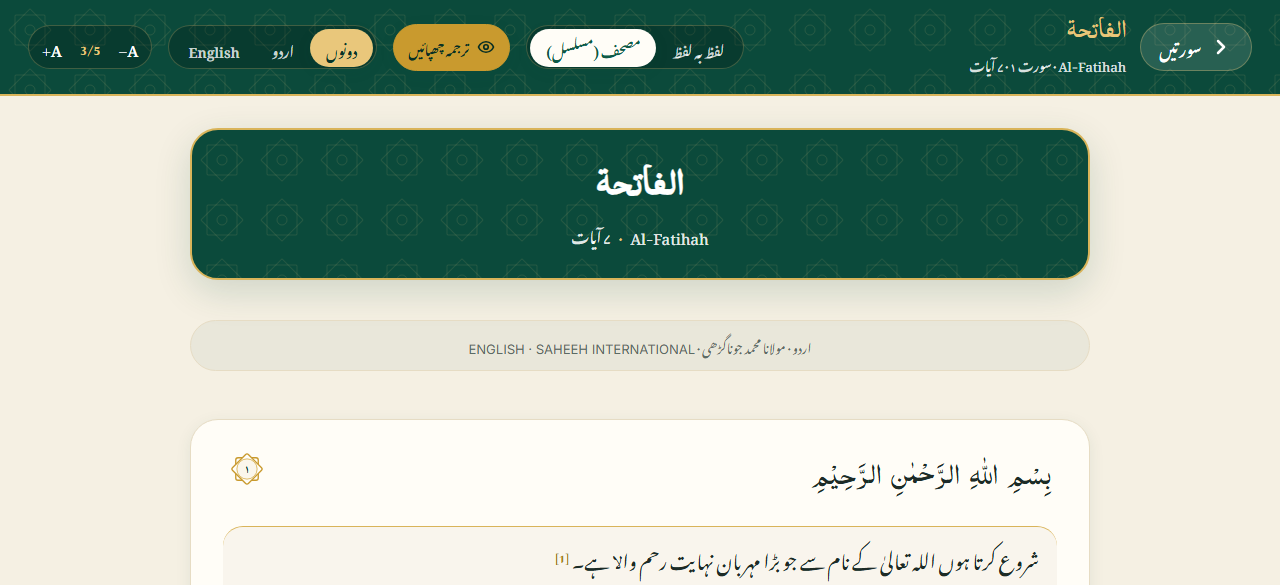 سورتیں
الفاتحة
Al-Fatihah · سورت ۱ · ۷ آیات
لفظ بہ لفظ
مصحف (مسلسل)
ترجمہ چھپائیں
دونوں
اردو
English
A−
3/5
A+
الفاتحة
Al-Fatihah · ۷ آیات
اردو · مولانا محمد جوناگڑھی · ENGLISH · SAHEEH INTERNATIONAL
بِسْمِ اللّٰهِ الرَّحْمٰنِ الرَّحِیْمِ
۱
شروع کرتا ہوں اللہ تعالیٰ کے نام سے جو بڑا مہربان نہایت رحم والا ہے۔ [۱]